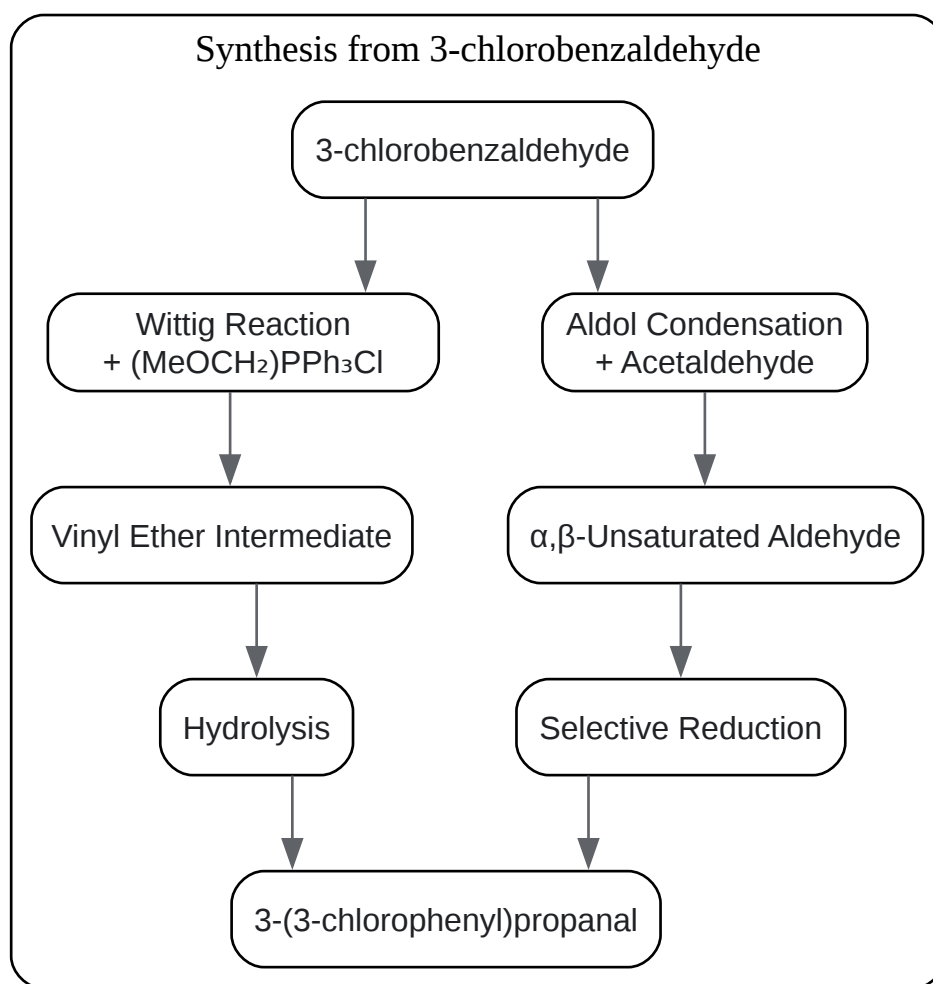 Synthesis from 3-chlorobenzaldehyde
3-chlorobenzaldehyde
Wittig Reaction
+ (MeOCH₂)PPh₃Cl
Aldol Condensation
+ Acetaldehyde
Vinyl Ether Intermediate
α,β-Unsaturated Aldehyde
Hydrolysis
Selective Reduction
3-(3-chlorophenyl)propanal